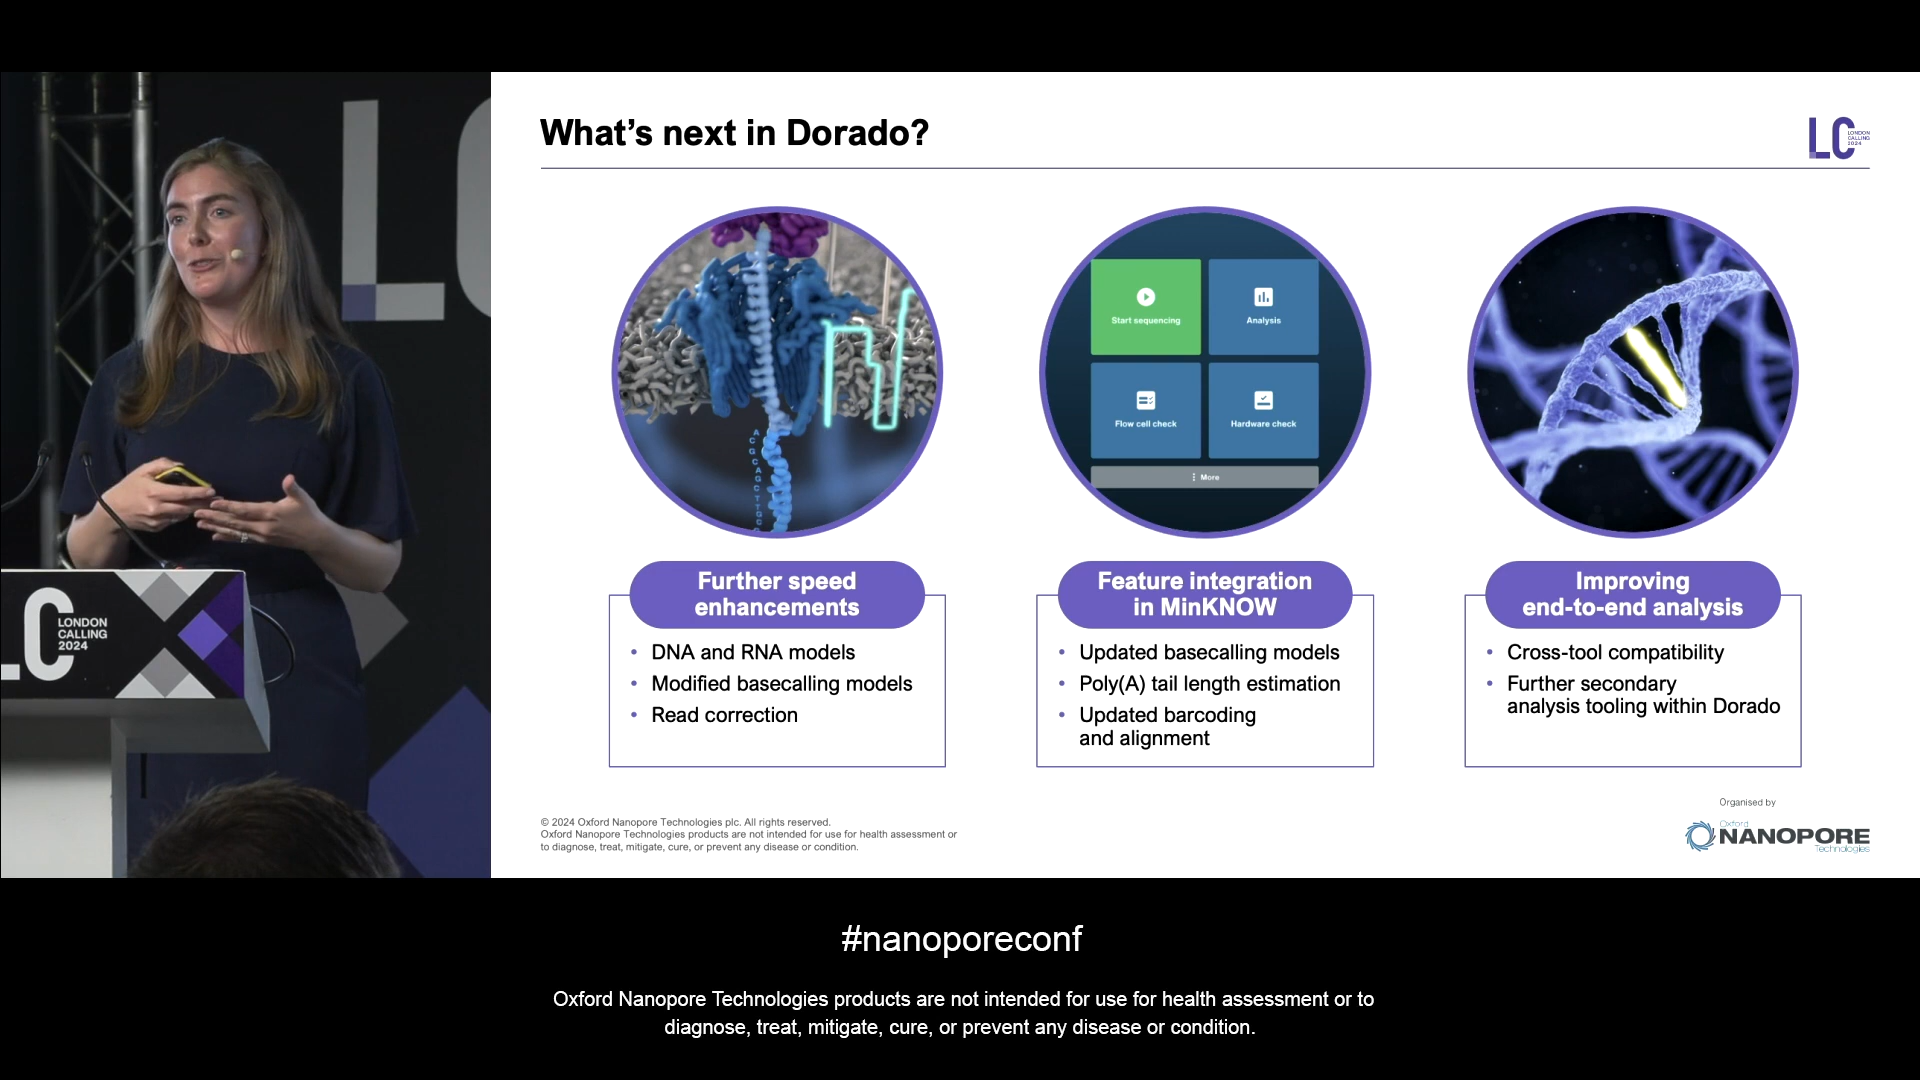 What's next in Dorado?
LC LONDON
CALLING
2024
Start sequencing
Analysis
Flow cell check
Hardware check
More
A
C
G
C
A
G
C
T
T
G
Further speed
enhancements
• DNA and RNA models
• Modified basecalling models
• Read correction
Feature integration
in MinKNOW
• Updated basecalling models
• Poly(A) tail length estimation
• Updated barcoding
and alignment
Improving
end-to-end analysis
• Cross-tool compatibility
• Further secondary
analysis tooling within Dorado
LC
LC
LONDON
CALLING
2024
© 2024 Oxford Nanopore Technologies plc. All rights reserved.
Oxford Nanopore Technologies products are not intended for use for health assessment or
to diagnose, treat, mitigate, cure, or prevent any disease or condition.
Organised by
Oxford
NANOPORE
Technologies
#nanoporeconf
Oxford Nanopore Technologies products are not intended for use for health assessment or to
diagnose, treat, mitigate, cure, or prevent any disease or condition.